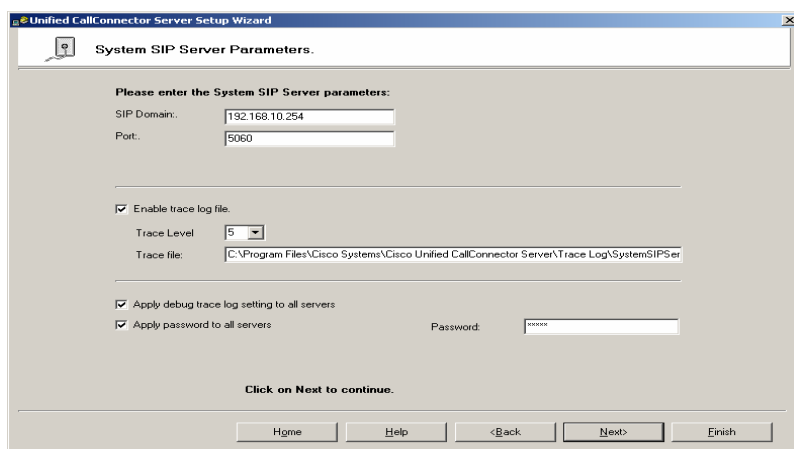 Unified CallConnector Server Setup Wizard
System SIP Server Parameters.
Please enter the System SIP Server parameters:
SIP Domain:. 192.168.10.254
Port:. 5060
Enable trace log file.
Trace Level 5
Trace file: C:\Program Files\Cisco Systems\Cisco Unified CallConnector Server\Trace Log\SystemSIPSer
Apply debug trace log setting to all servers
Apply password to all servers Password: *****
Click on Next to continue.
Home Help <Back Next> Finish